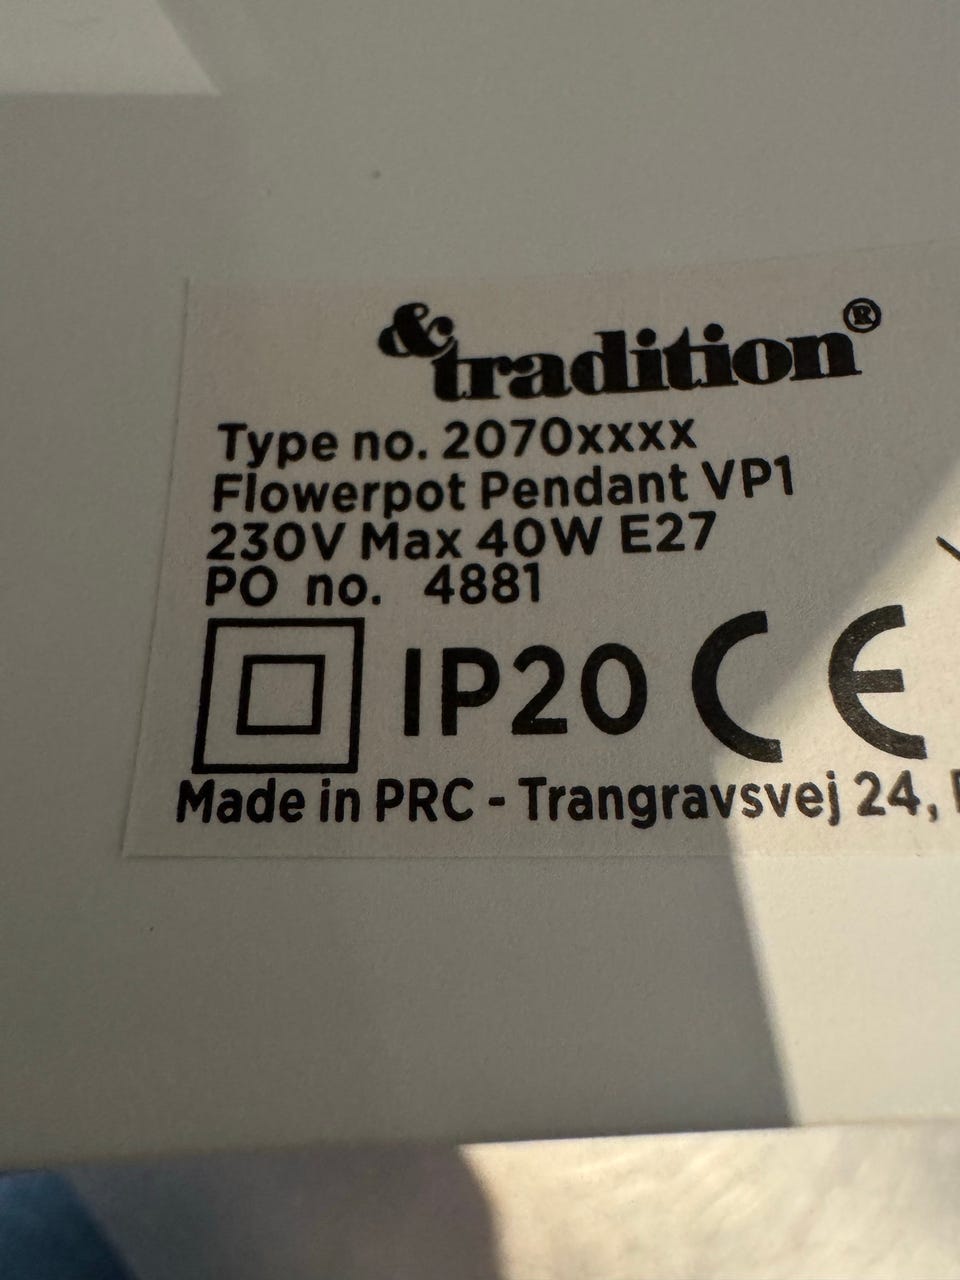 &tradition®
Type no. 2070xxxx
Flowerpot Pendant VP1
230V Max 40W E27
PO no. 4881
IP20 CE
Made in PRC - Trangravsvej 24,